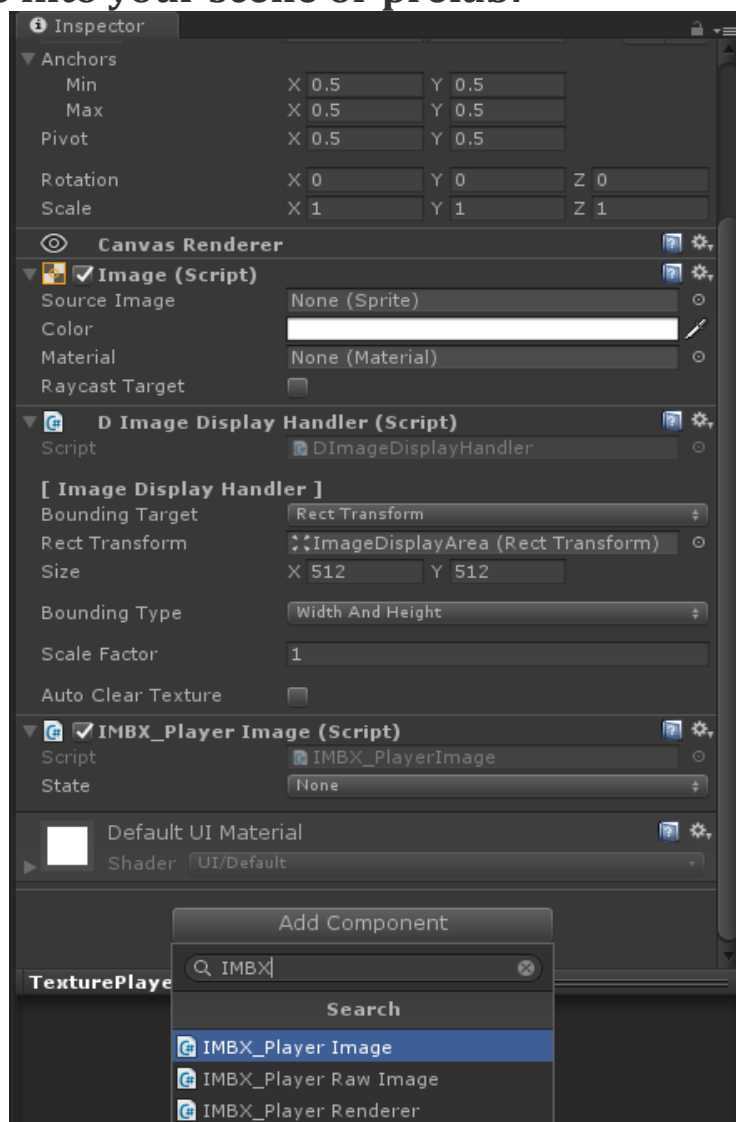 into your scene or prefab.
Inspector
Anchors
Min X 0.5 Y 0.5
Max X 0.5 Y 0.5
Pivot X 0.5 Y 0.5
Rotation X 0 Y 0 Z 0
Scale X 1 Y 1 Z 1
Canvas Renderer
Image (Script)
Source Image None (Sprite)
Color
Material None (Material)
Raycast Target
D Image Display Handler (Script)
Script DImageDisplayHandler
[ Image Display Handler ]
Bounding Target Rect Transform
Rect Transform ImageDisplayArea (Rect Transform)
Size X 512 Y 512
Bounding Type Width And Height
Scale Factor 1
Auto Clear Texture
IMBX_Player Image (Script)
Script IMBX_PlayerImage
State None
Default UI Material
Shader UI/Default
Add Component
IMBX
TexturePlaye
Search
IMBX_Player Image
IMBX_Player Raw Image
IMBX_Player Renderer